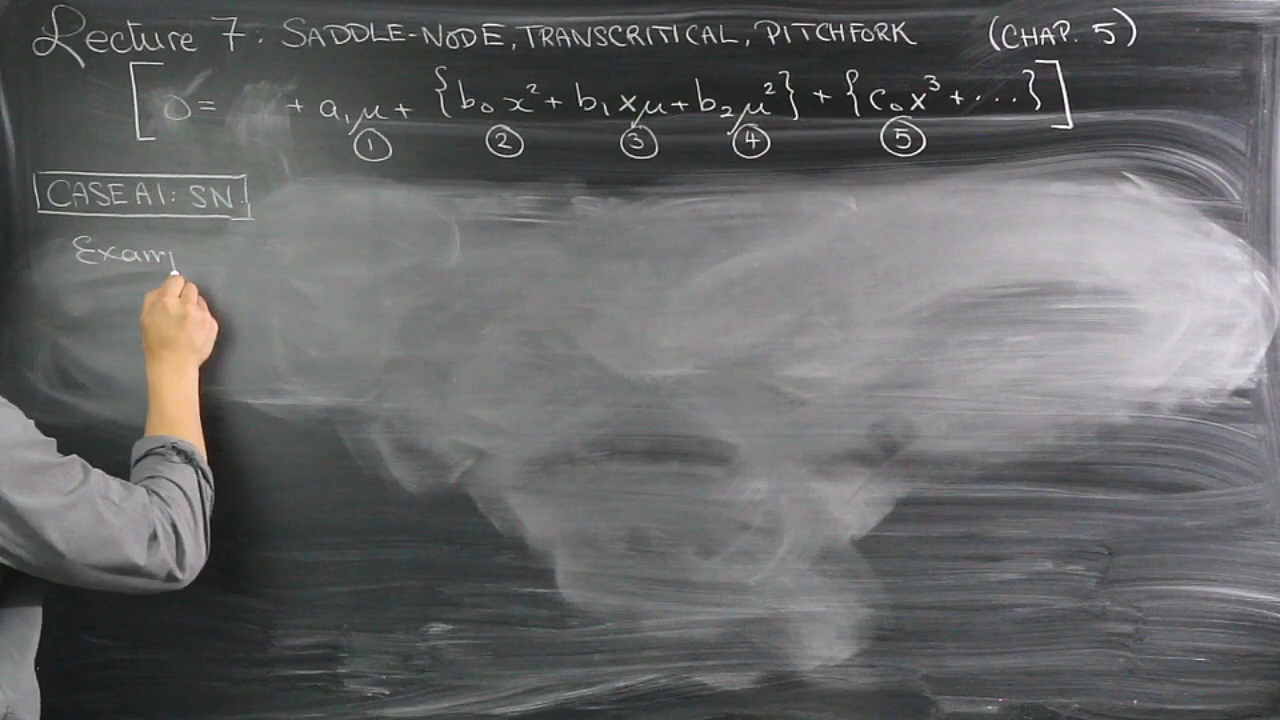 Lecture 7: SADDLE-NODE, TRANSCRITICAL, PITCHFORK (CHAP. 5)
[0 = + a₁μ + {b₀x² + b₁xμ + b₂μ²} + {c₀x³ + ...}]
① ② ③ ④ ⑤
CASE A1: SN:
Exam